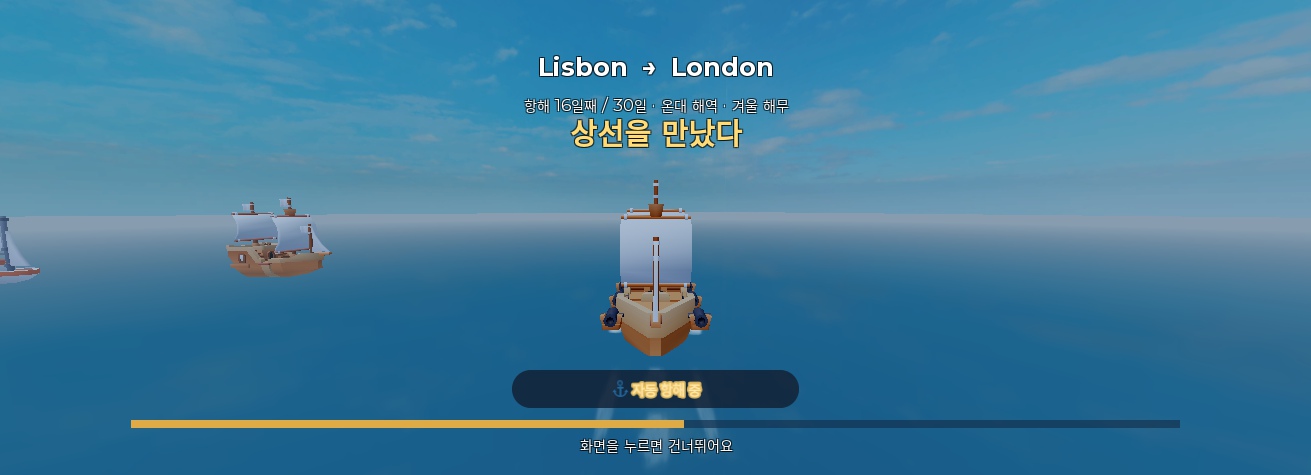 Lisbon → London
항해 16일째 / 30일 · 온대 해역 · 겨울 해무
상선을 만났다
⚓ 자동 항해 중
화면을 누르면 건너뛰어요